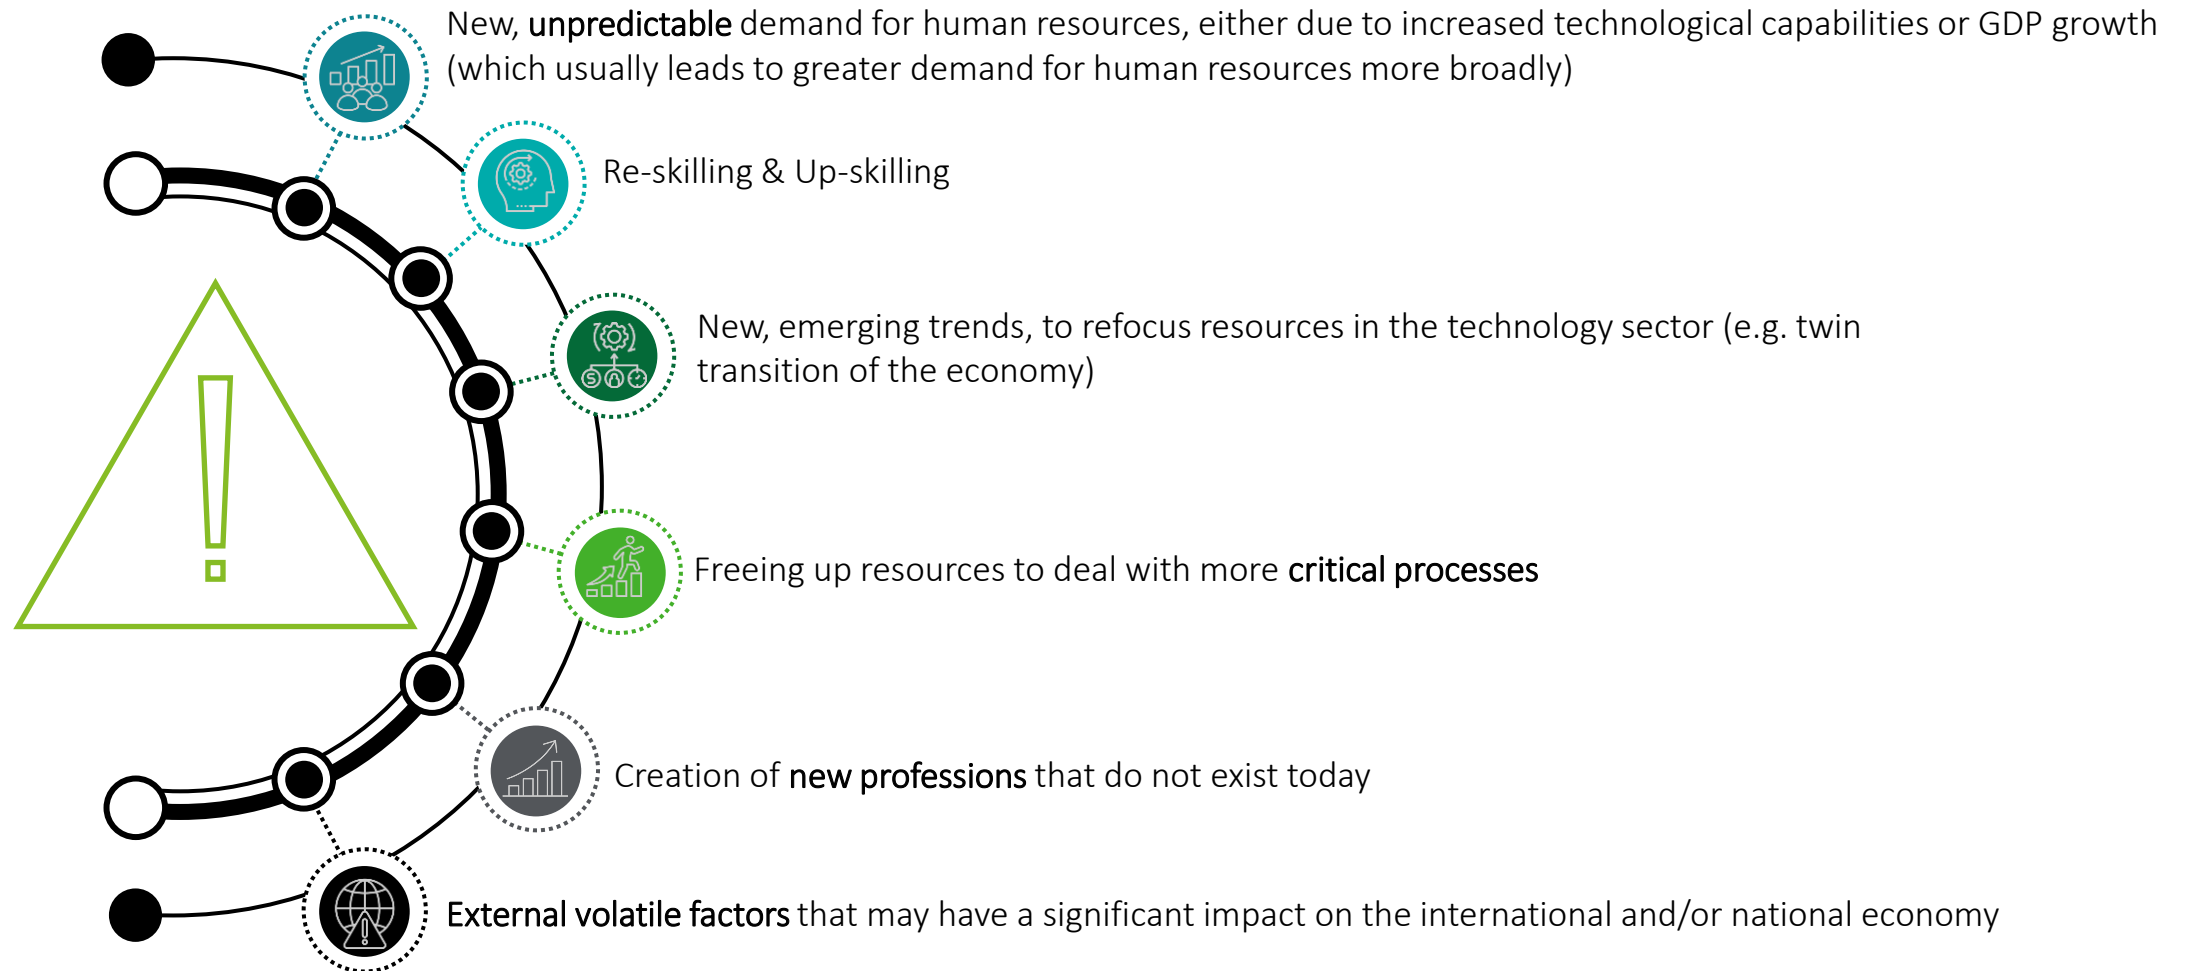 New, unpredictable demand for human resources, either due to increased technological capabilities or GDP growth
(which usually leads to greater demand for human resources more broadly)
Re-skilling & Up-skilling
New, emerging trends, to refocus resources in the technology sector (e.g. twin
transition of the economy)
Freeing up resources to deal with more critical processes
Creation of new professions that do not exist today
External volatile factors that may have a significant impact on the international and/or national economy